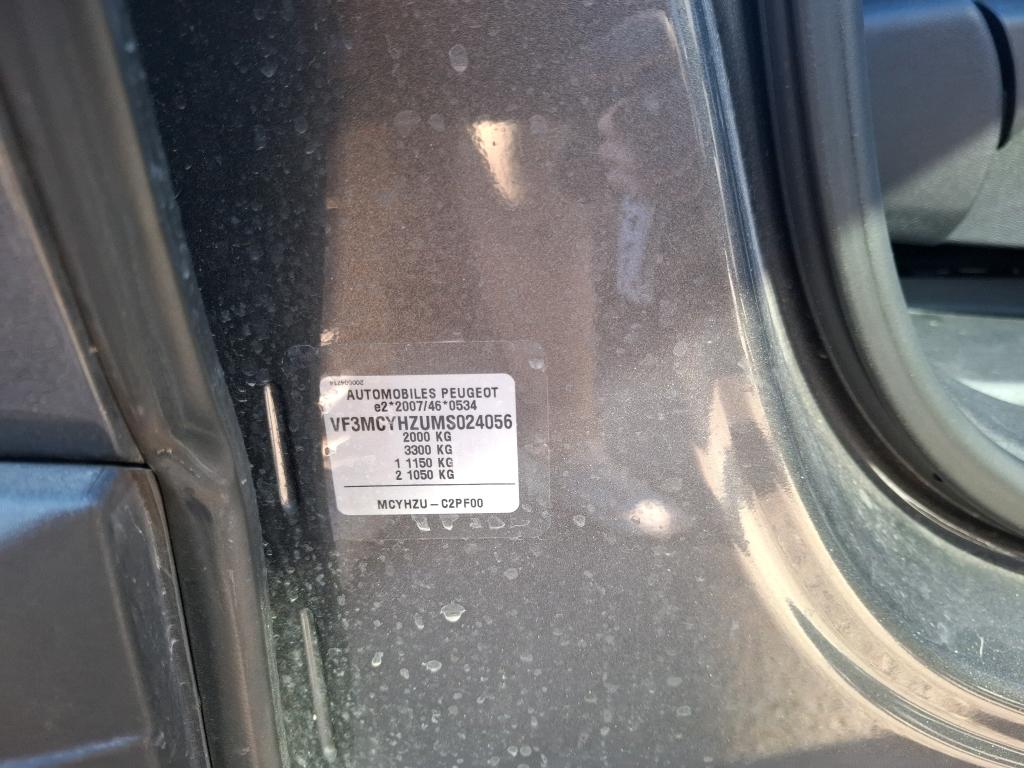 AUTOMOBILES PEUGEOT
e2*2007/46*0534
VF3MCYHZUMS024056
2000 KG
3300 KG
1 1150 KG
2 1050 KG
MCYHZU - C2PF00